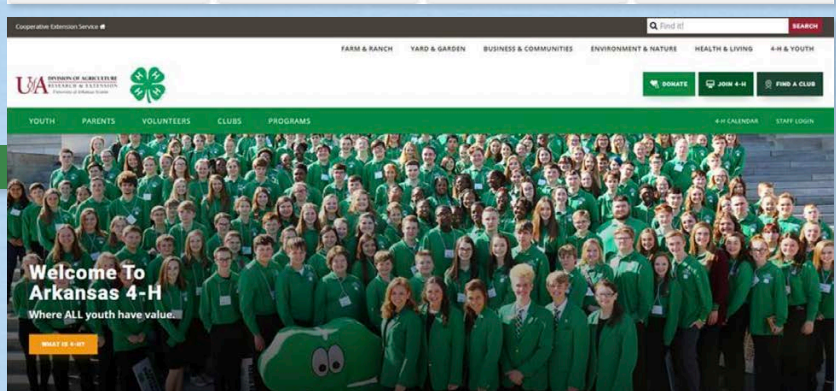 Cooperative Extension Service
Find it!
SEARCH
FARM & RANCH YARD & GARDEN BUSINESS & COMMUNITIES ENVIRONMENT & NATURE HEALTH & LIVING 4-H & YOUTH
UA DIVISION OF AGRICULTURE
RESEARCH & EXTENSION
University of Arkansas System
H H H H
DONATE JOIN 4-H FIND A CLUB
YOUTH PARENTS VOLUNTEERS CLUBS PROGRAMS 4-H CALENDAR STAFF LOGIN
Welcome To
Arkansas 4-H
Where ALL youth have value.
WHAT IS 4-H?